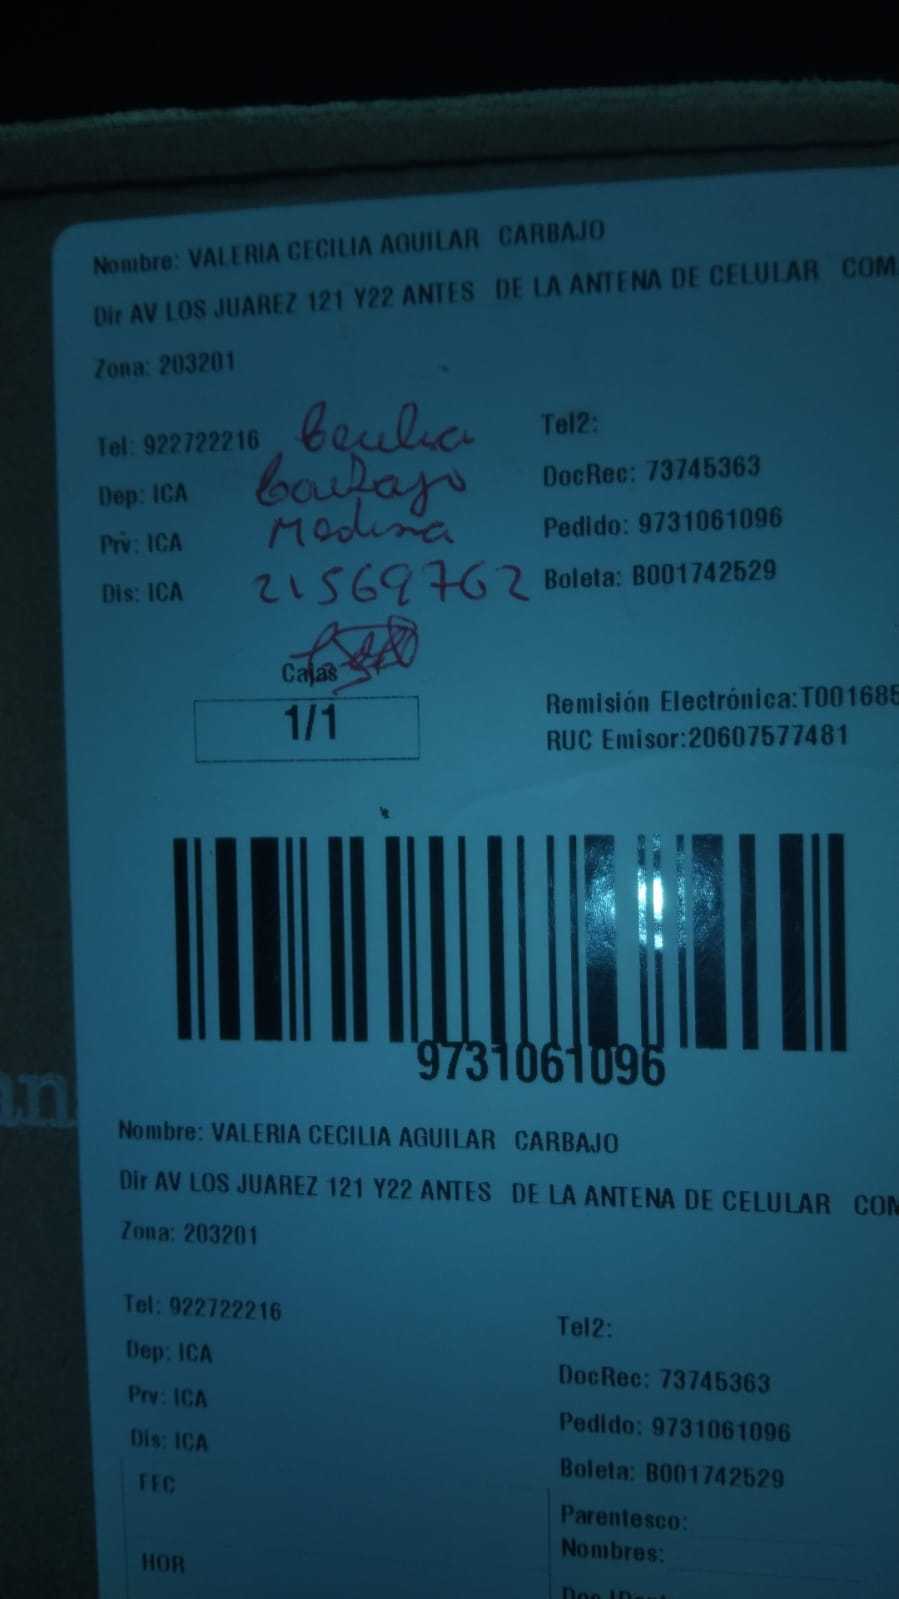 Nombre: VALERIA CECILIA AGUILAR CARBAJO
Dir AV LOS JUAREZ 121 Y22 ANTES DE LA ANTENA DE CELULAR COM
Zona: 203201
Tel: 922722216
Tel2:
Cecilia
Dep: ICA
Carbajo
DocRec: 73745363
Prv: ICA
Medina
Pedido: 9731061096
Dis: ICA
21569762
Boleta: B001742529
Cajas
1/1
Remisión Electrónica:T001685
RUC Emisor:20607577481
9731061096
Nombre: VALERIA CECILIA AGUILAR CARBAJO
Dir AV LOS JUAREZ 121 Y22 ANTES DE LA ANTENA DE CELULAR COM
Zona: 203201
Tel: 922722216
Tel2:
Dep: ICA
DocRec: 73745363
Prv: ICA
Pedido: 9731061096
Dis: ICA
Boleta: B001742529
FFC
Parentesco:
Nombres:
HOR